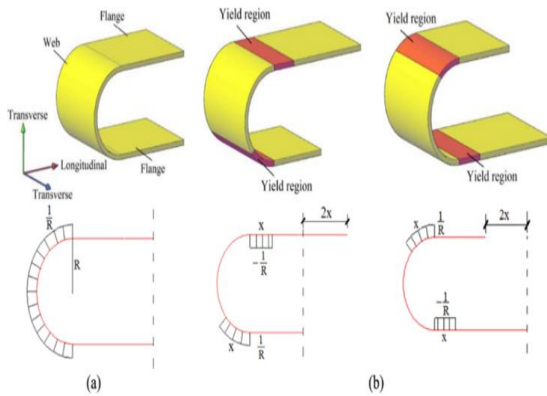 Flange
Web
Transverse
Longitudinal
Transverse
Flange
Yield region
Yield region
Yield region
Yield region
1/R
R
x
2x
-1/R
x
1/R
1/R
2x
-1/R
x
x
(a)
(b)